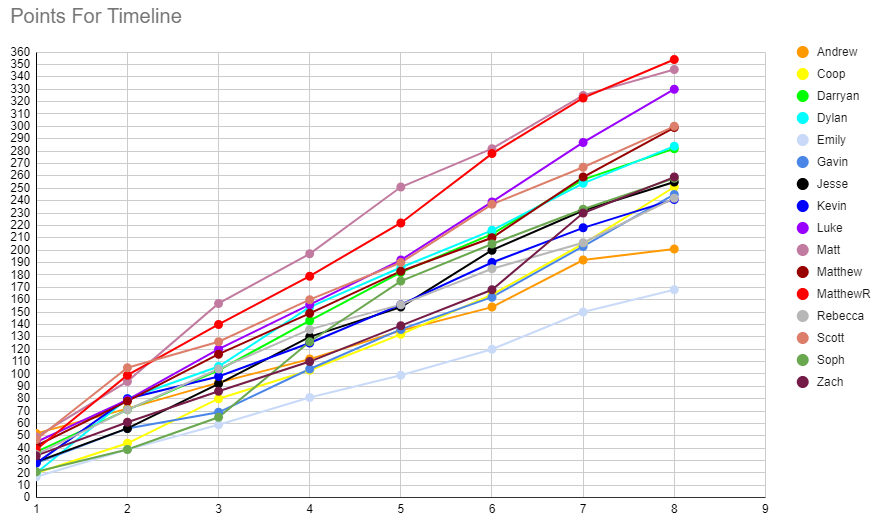 Points For Timeline
360
350
340
330
320
310
300
290
280
270
260
250
240
230
220
210
200
190
180
170
160
150
140
130
120
110
100
90
80
70
60
50
40
30
20
10
0
1 2 3 4 5 6 7 8 9
Andrew
Coop
Darryan
Dylan
Emily
Gavin
Jesse
Kevin
Luke
Matt
Matthew
MatthewR
Rebecca
Scott
Soph
Zach